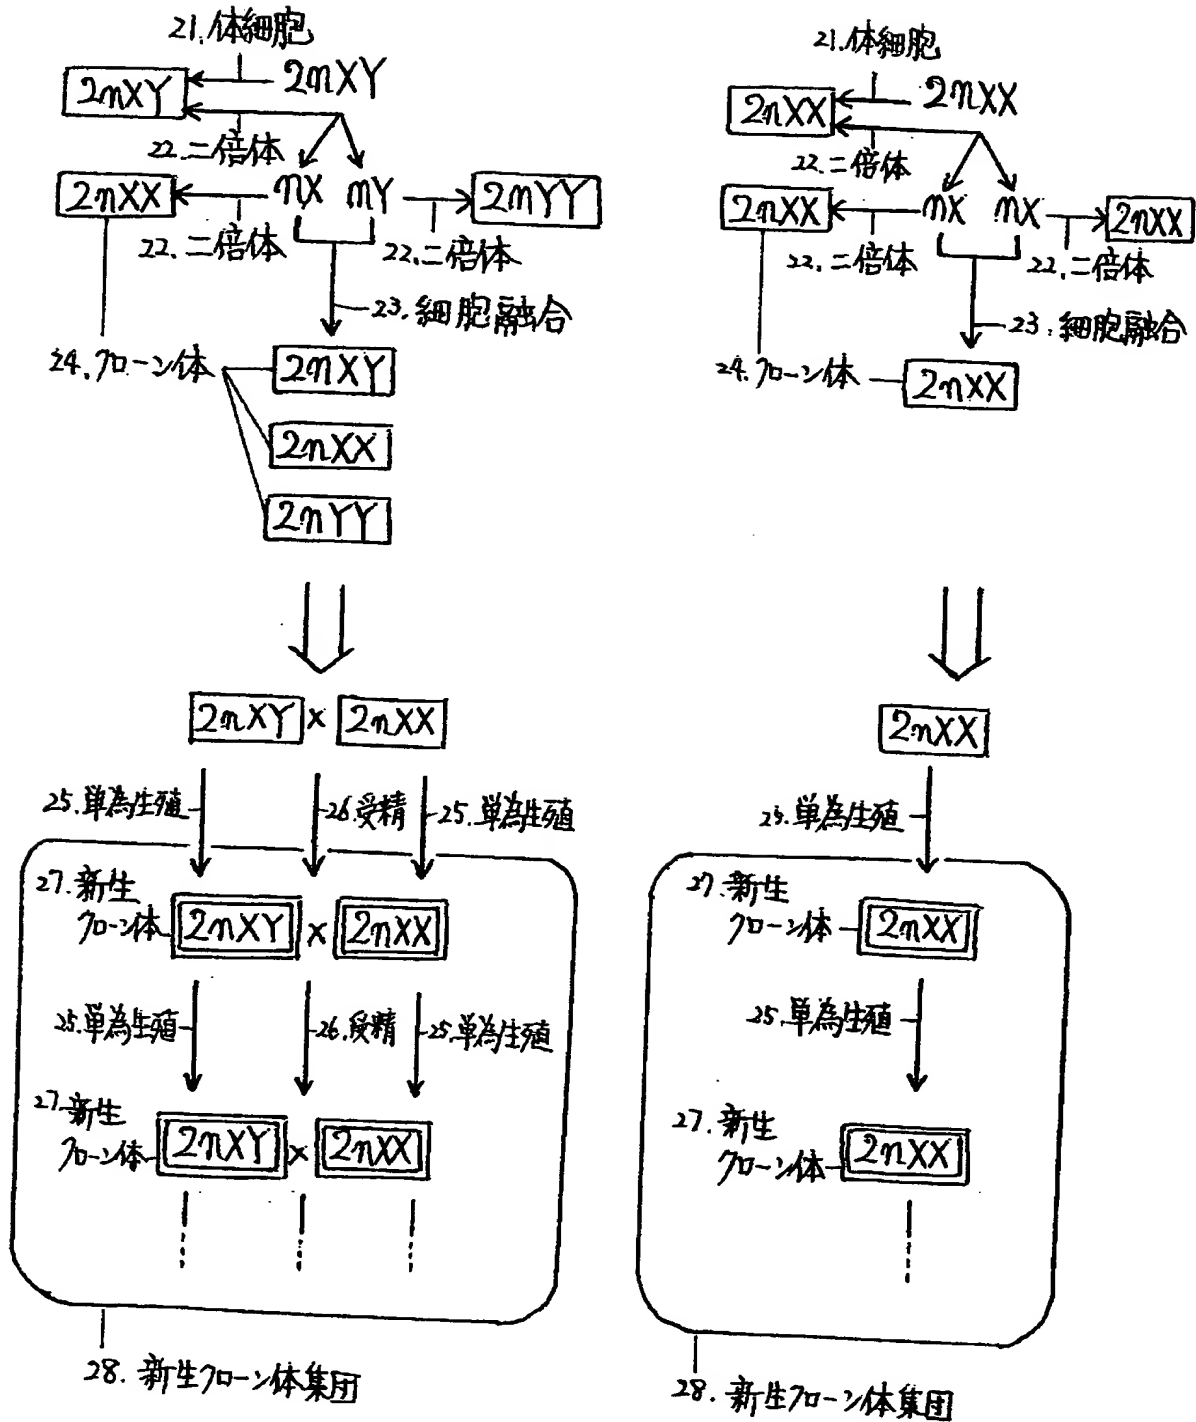 21.体細胞
2nXY
2nXY
22.二倍体
2nXX
nX
nY
2nYY
22.二倍体
22.二倍体
23.細胞融合
24.クローン体
2nXY
2nXX
2nYY
2nXY × 2nXX
25.単為生殖
26.受精
25.単為生殖
27.新生
クローン体
2nXY × 2nXX
25.単為生殖
26.受精
25.単為生殖
27.新生
クローン体
2nXY × 2nXX
28.新生クローン体集団
21.体細胞
2nXX
2nXX
22.二倍体
2nXX
nX
nX
2nXX
22.二倍体
22.二倍体
23.細胞融合
24.クローン体
2nXX
2nXX
25.単為生殖
27.新生
クローン体
2nXX
25.単為生殖
27.新生
クローン体
2nXX
28.新生クローン体集団